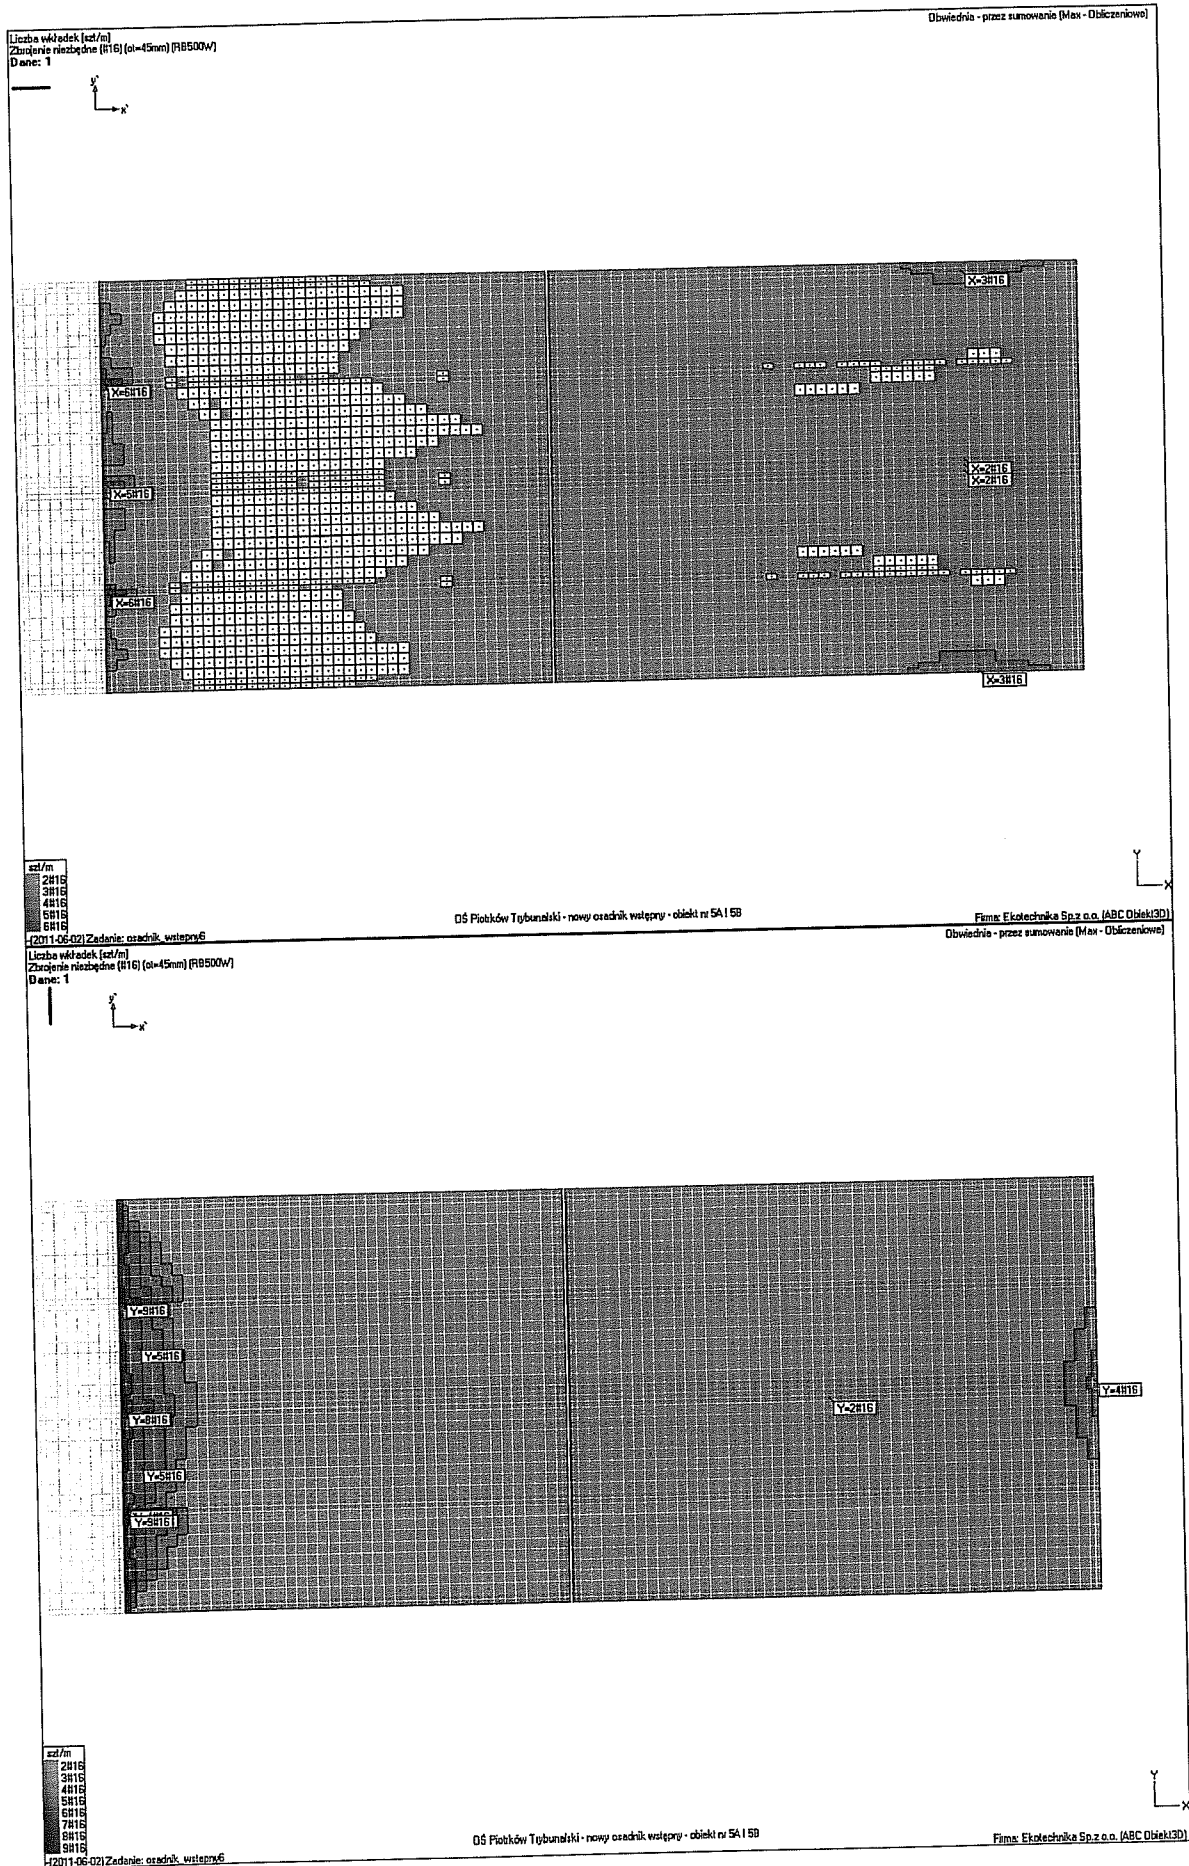 Obwiednia - przez sumowanie (Max - Obliczeniowe)
Liczba wkładek [szt/m]
Zbrojenie niezbędne (#16) (ot=45mm) (RB500W)
Dane: 1
y'
x'
X=3#16
X=6#16
X=2#16
X=2#16
X=5#16
X=6#16
X=3#16
Y
X
szt/m
2#16
3#16
4#16
5#16
6#16
OŚ Piotrków Trybunalski - nowy osadnik wstępny - obiekt nr 5A I 5B
Firma: Ekotechnika Sp.z o.o. (ABC Obiekt3D)
(2011-06-02) Zadanie: osadnik_wstepny6
Obwiednia - przez sumowanie (Max - Obliczeniowe)
Liczba wkładek [szt/m]
Zbrojenie niezbędne (#16) (ot=45mm) (RB500W)
Dane: 1
y'
x'
Y=9#16
Y=5#16
Y=4#16
Y=2#16
Y=8#16
Y=5#16
Y=9#16
Y
X
szt/m
2#16
3#16
4#16
5#16
6#16
7#16
8#16
9#16
OŚ Piotrków Trybunalski - nowy osadnik wstępny - obiekt nr 5A I 5B
Firma: Ekotechnika Sp.z o.o. (ABC Obiekt3D)
(2011-06-02) Zadanie: osadnik_wstepny6